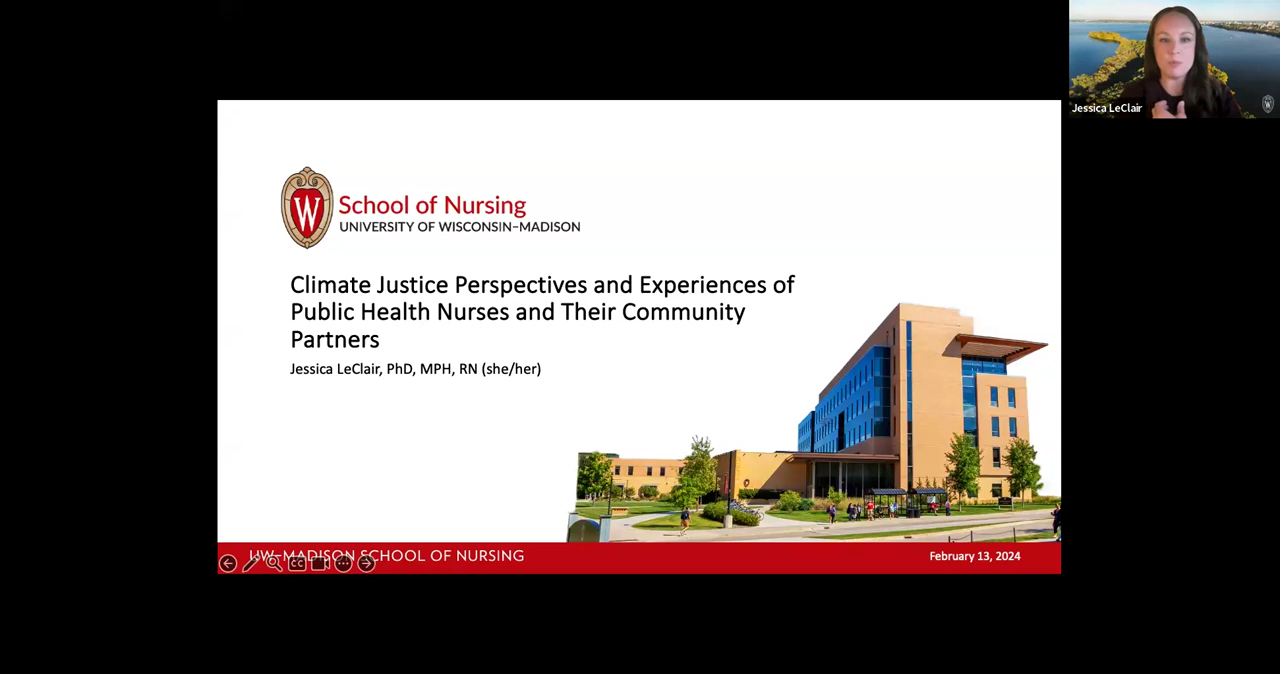 Jessica LeClair
W
School of Nursing
UNIVERSITY OF WISCONSIN–MADISON
Climate Justice Perspectives and Experiences of
Public Health Nurses and Their Community
Partners
Jessica LeClair, PhD, MPH, RN (she/her)
UW–MADISON SCHOOL OF NURSING
CC
February 13, 2024